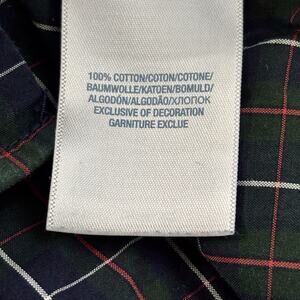 100% COTTON/COTON/COTONE/
BAUMWOLLE/KATOEN/BOMULD/
ALGODÓN/ALGODÃO/ХЛОПОК
EXCLUSIVE OF DECORATION
GARNITURE EXCLUE